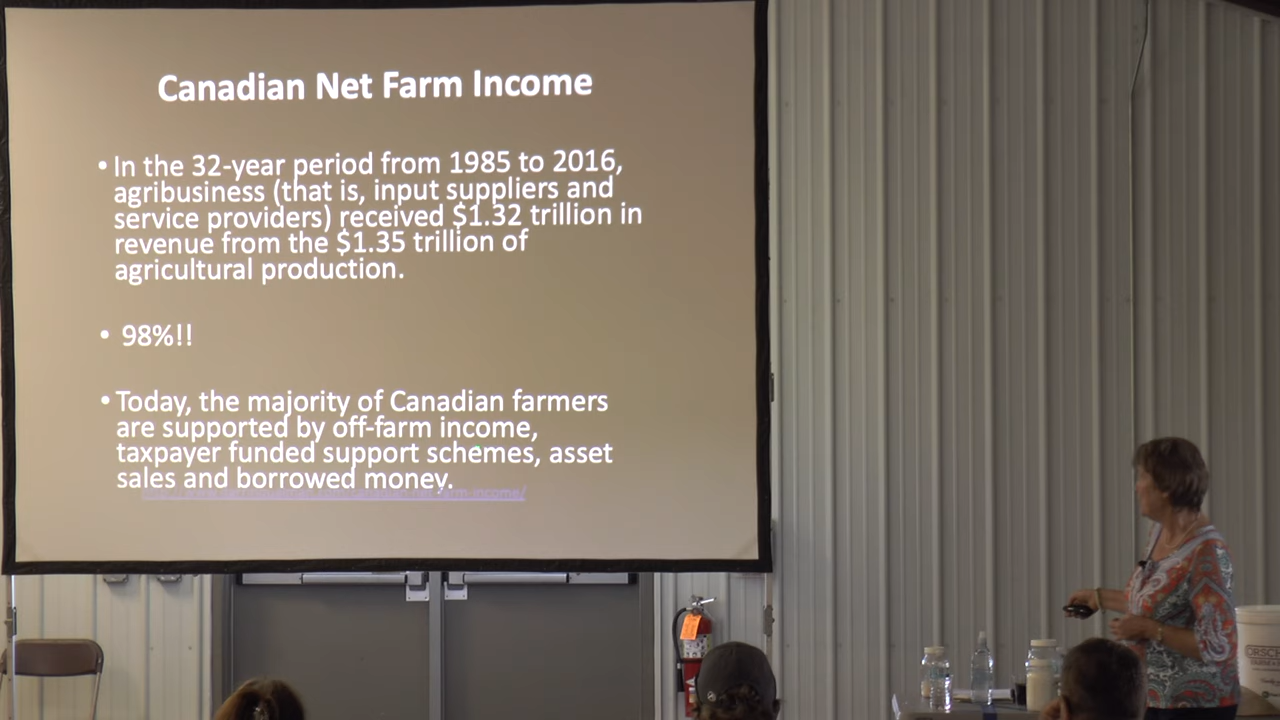 Canadian Net Farm Income
• In the 32-year period from 1985 to 2016,
agribusiness (that is, input suppliers and
service providers) received $1.32 trillion in
revenue from the $1.35 trillion of
agricultural production.
• 98%!!
• Today, the majority of Canadian farmers
are supported by off-farm income,
taxpayer funded support schemes, asset
sales and borrowed money.